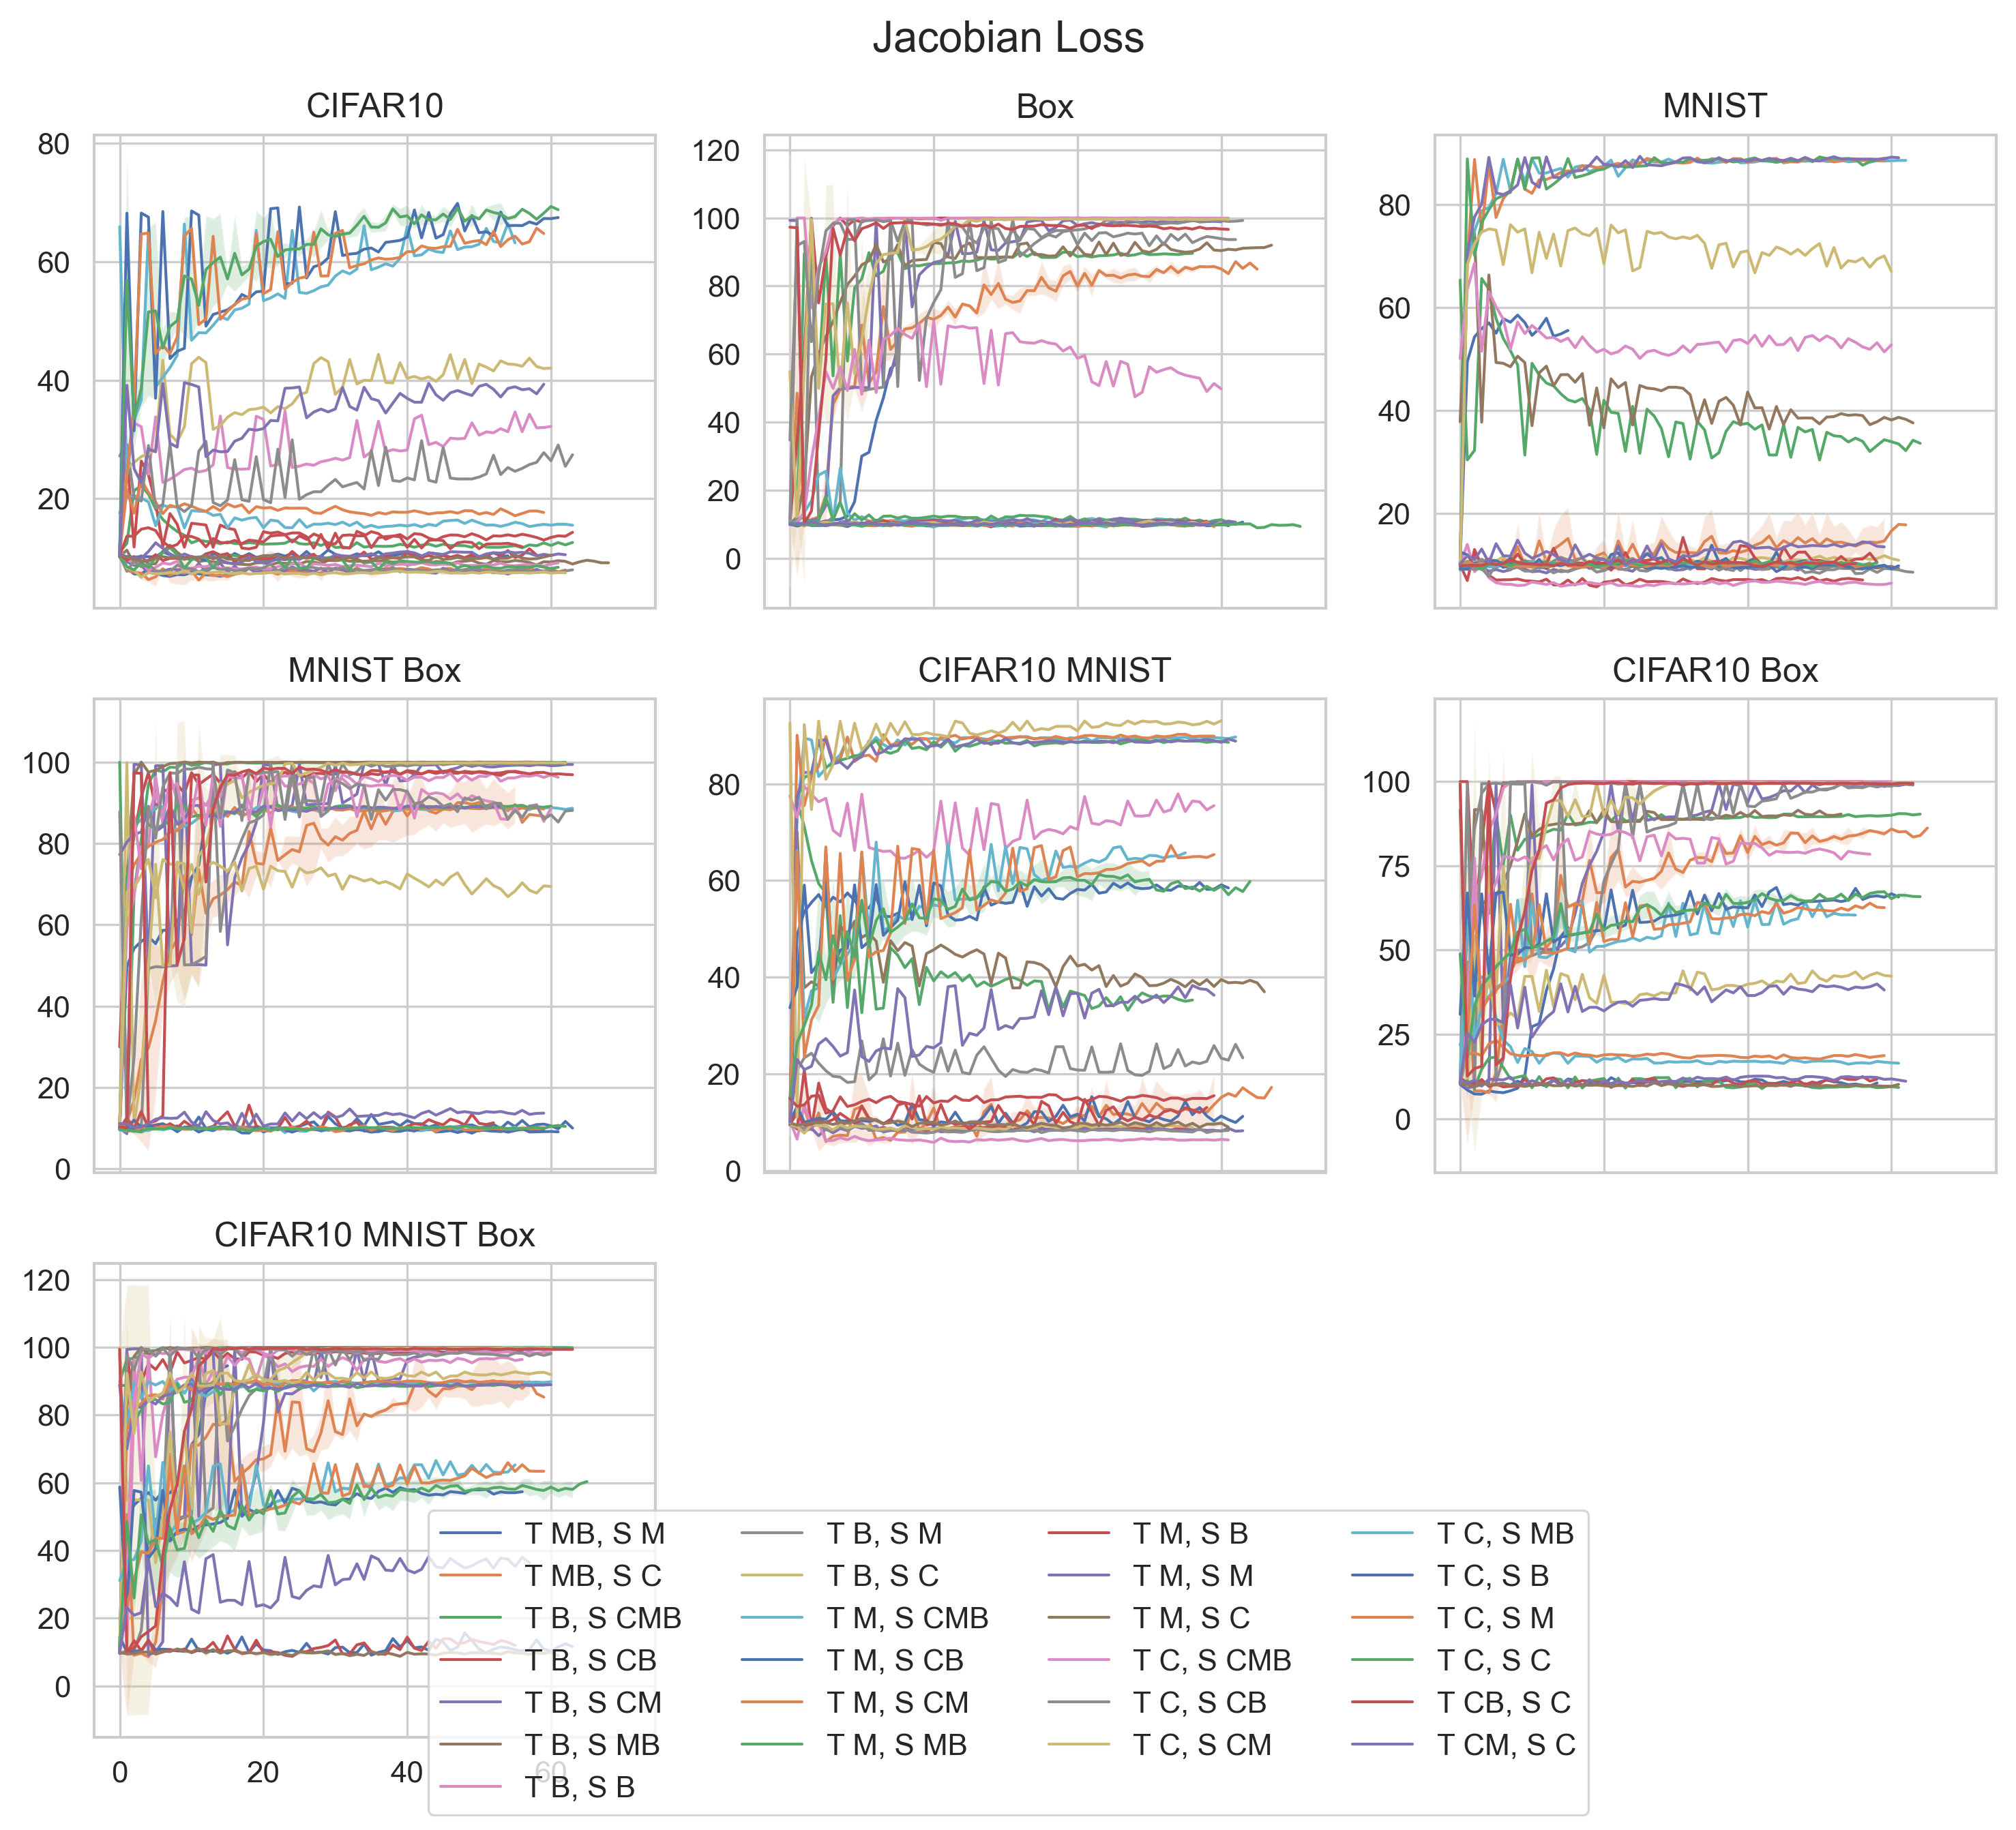 Jacobian Loss
CIFAR10
Box
MNIST
80
60
40
20
120
100
80
60
40
20
0
80
60
40
20
MNIST Box
CIFAR10 MNIST
CIFAR10 Box
100
80
60
40
20
0
80
60
40
20
0
100
75
50
25
0
CIFAR10 MNIST Box
120
100
80
60
40
20
0
0 20 40 60
T MB, S M
T MB, S C
T B, S CMB
T B, S CB
T B, S CM
T B, S MB
T B, S B
T B, S M
T B, S C
T M, S CMB
T M, S CB
T M, S CM
T M, S MB
T M, S B
T M, S M
T M, S C
T C, S CMB
T C, S CB
T C, S CM
T C, S MB
T C, S B
T C, S M
T C, S C
T CB, S C
T CM, S C